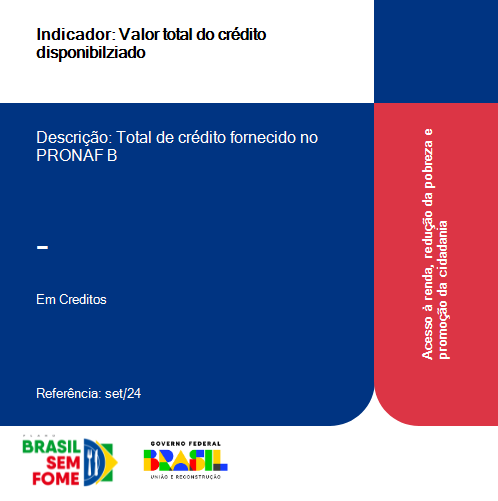 Indicador: Valor total do crédito
disponibilziado
Descrição: Total de crédito fornecido no
PRONAF B
–
Em Creditos
Referência: set/24
Acesso à renda, redução da pobreza e
promoção da cidadania
PLANO
BRASIL
SEM
FOME
GOVERNO FEDERAL
BRASIL
UNIÃO E RECONSTRUÇÃO